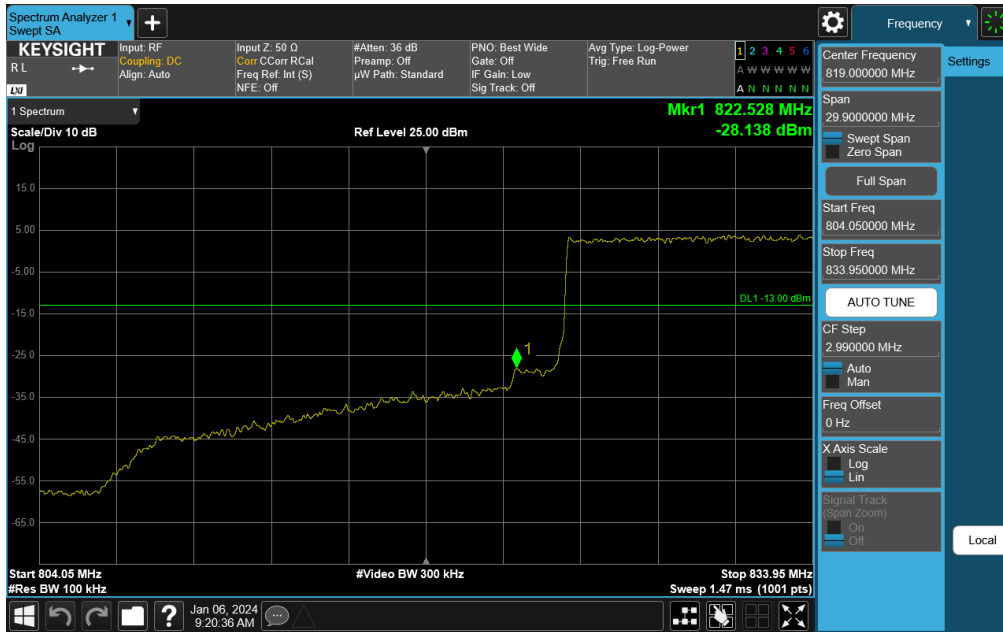 Spectrum Analyzer 1
Swept SA
Frequency
KEYSIGHT
R L
LXI
Input: RF
Coupling: DC
Align: Auto
Input Z: 50 Ω
Corr CCorr RCal
Freq Ref: Int (S)
NFE: Off
#Atten: 36 dB
Preamp: Off
µW Path: Standard
PNO: Best Wide
Gate: Off
IF Gain: Low
Sig Track: Off
Avg Type: Log-Power
Trig: Free Run
1 2 3 4 5 6
A W W W W W
A N N N N N
1 Spectrum
Mkr1 822.528 MHz
-28.138 dBm
Scale/Div 10 dB
Ref Level 25.00 dBm
Log
15.0
5.00
-5.00
-15.0
-25.0
-35.0
-45.0
-55.0
-65.0
DL1 -13.00 dBm
1
Start 804.05 MHz
#Video BW 300 kHz
Stop 833.95 MHz
#Res BW 100 kHz
Sweep 1.47 ms (1001 pts)
Jan 06, 2024
9:20:36 AM
?
Center Frequency
819.000000 MHz
Span
29.9000000 MHz
Swept Span
Zero Span
Full Span
Start Freq
804.050000 MHz
Stop Freq
833.950000 MHz
AUTO TUNE
CF Step
2.990000 MHz
Auto
Man
Freq Offset
0 Hz
X Axis Scale
Log
Lin
Signal Track
(Span Zoom)
On
Off
Settings
Local